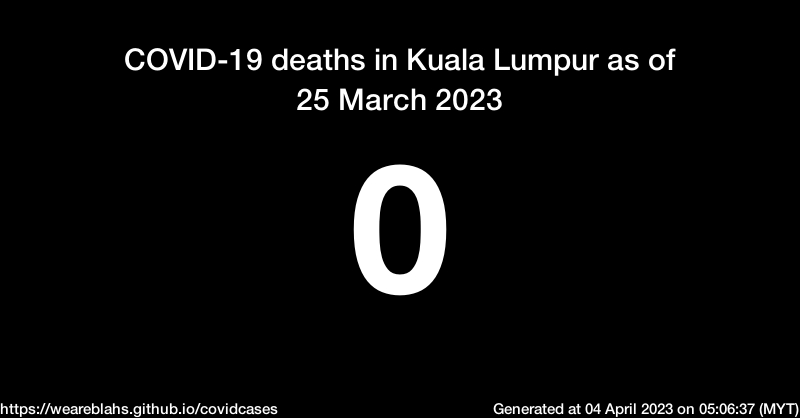 COVID-19 deaths in Kuala Lumpur as of
25 March 2023
0
https://weareblahs.github.io/covidcases
Generated at 04 April 2023 on 05:06:37 (MYT)